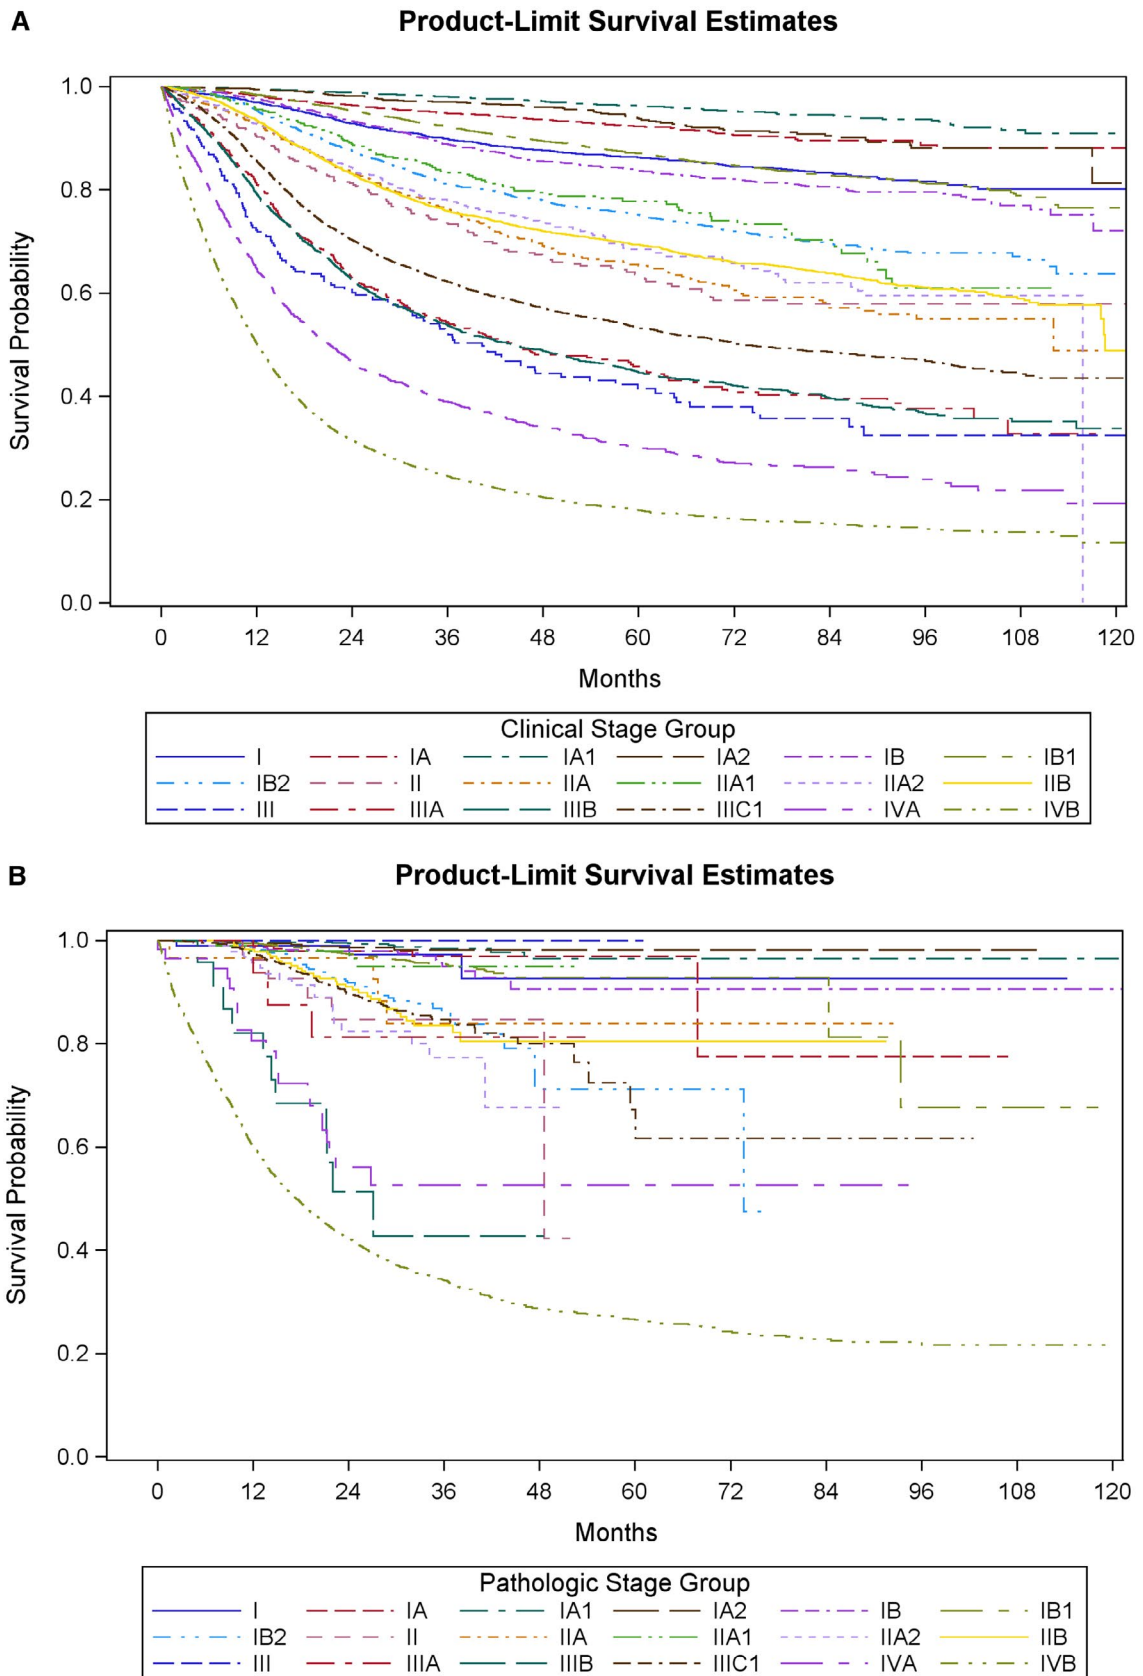 A
Product-Limit Survival Estimates
1.0
0.8
0.6
0.4
0.2
0.0
Survival Probability
0 12 24 36 48 60 72 84 96 108 120
Months
Clinical Stage Group
I IA IA1 IA2 IB IB1
IB2 II IIA IIA1 IIA2 IIB
III IIIA IIIB IIIC1 IVA IVB
B
Product-Limit Survival Estimates
1.0
0.8
0.6
0.4
0.2
0.0
Survival Probability
0 12 24 36 48 60 72 84 96 108 120
Months
Pathologic Stage Group
I IA IA1 IA2 IB IB1
IB2 II IIA IIA1 IIA2 IIB
III IIIA IIIB IIIC1 IVA IVB